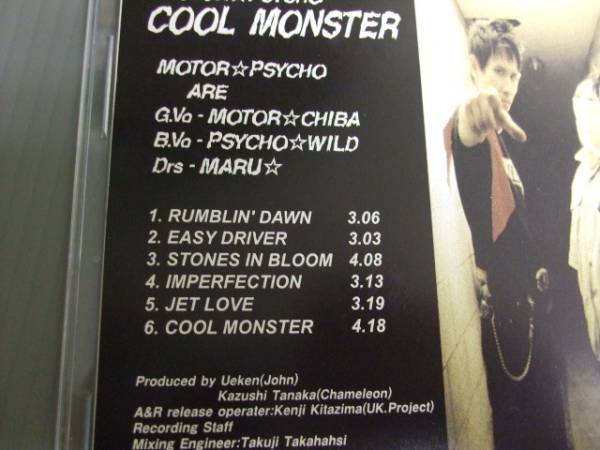 COOL MONSTER
MOTOR☆PSYCHO
ARE
G.Vo - MOTOR☆CHIBA
B.Vo - PSYCHO☆WILD
Drs - MARU☆
1. RUMBLIN' DAWN 3.06
2. EASY DRIVER 3.03
3. STONES IN BLOOM 4.08
4. IMPERFECTION 3.13
5. JET LOVE 3.19
6. COOL MONSTER 4.18
Produced by Ueken(John)
Kazushi Tanaka(Chameleon)
A&R release operater:Kenji Kitazima(UK.Project)
Recording Staff
Mixing Engineer:Takuji Takahahsi